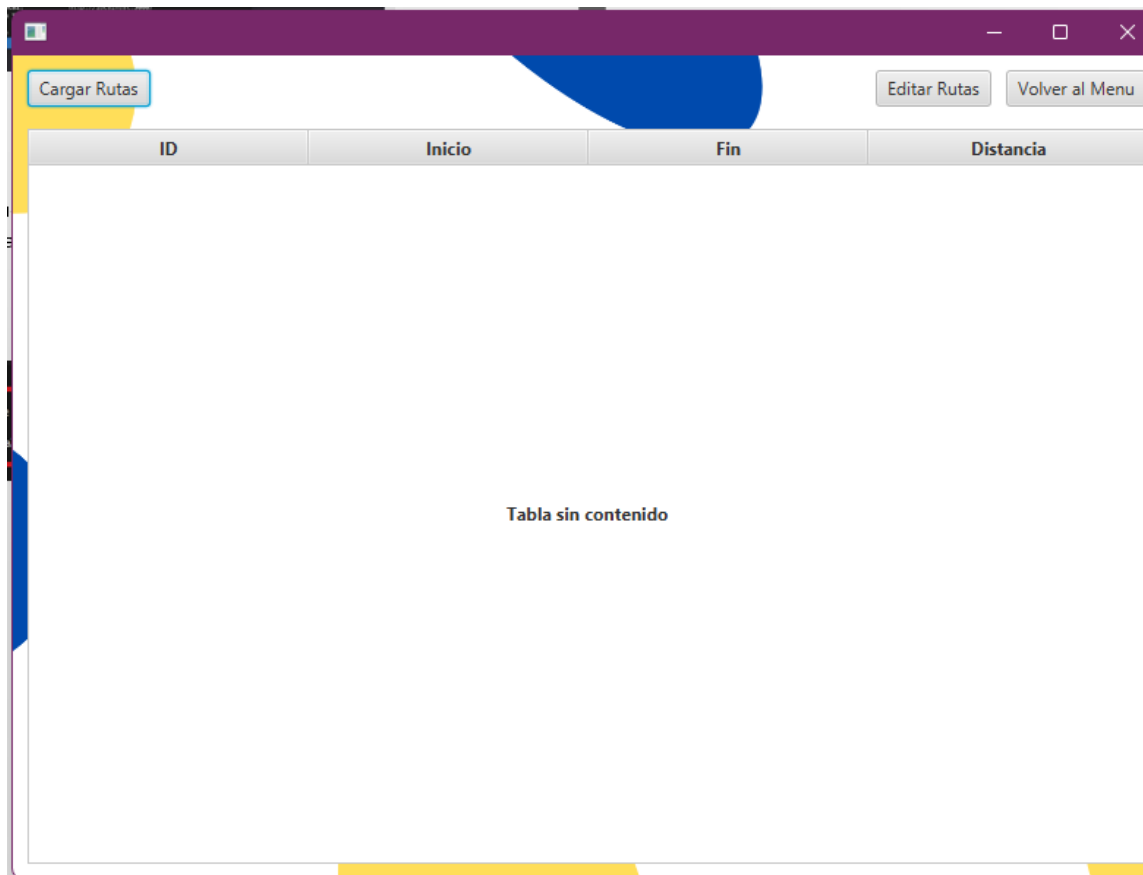 Cargar Rutas
Editar Rutas
Volver al Menu
ID
Inicio
Fin
Distancia
Tabla sin contenido